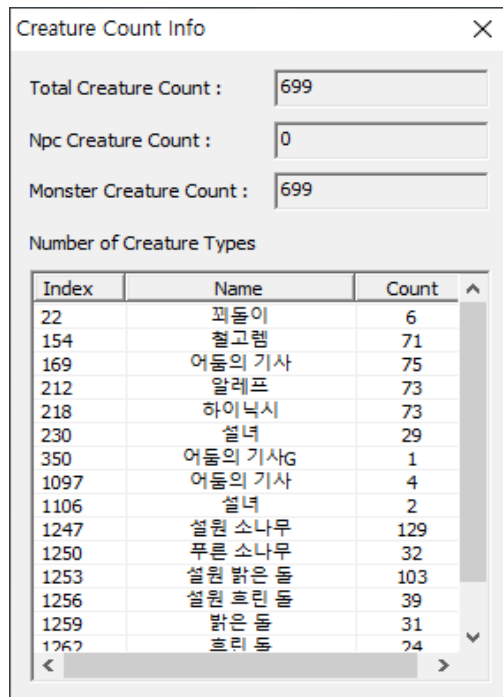 Creature Count Info
Total Creature Count : 699
Npc Creature Count : 0
Monster Creature Count : 699
Number of Creature Types
Index Name Count
22 꾀돌이 6
154 철고렘 71
169 어둠의 기사 75
212 알레프 73
218 하이닉시 73
230 설녀 29
350 어둠의 기사G 1
1097 어둠의 기사 4
1106 설녀 2
1247 설원 소나무 129
1250 푸른 소나무 32
1253 설원 밝은 돌 103
1256 설원 흐린 돌 39
1259 밝은 돌 31
1262 흐린 돌 24